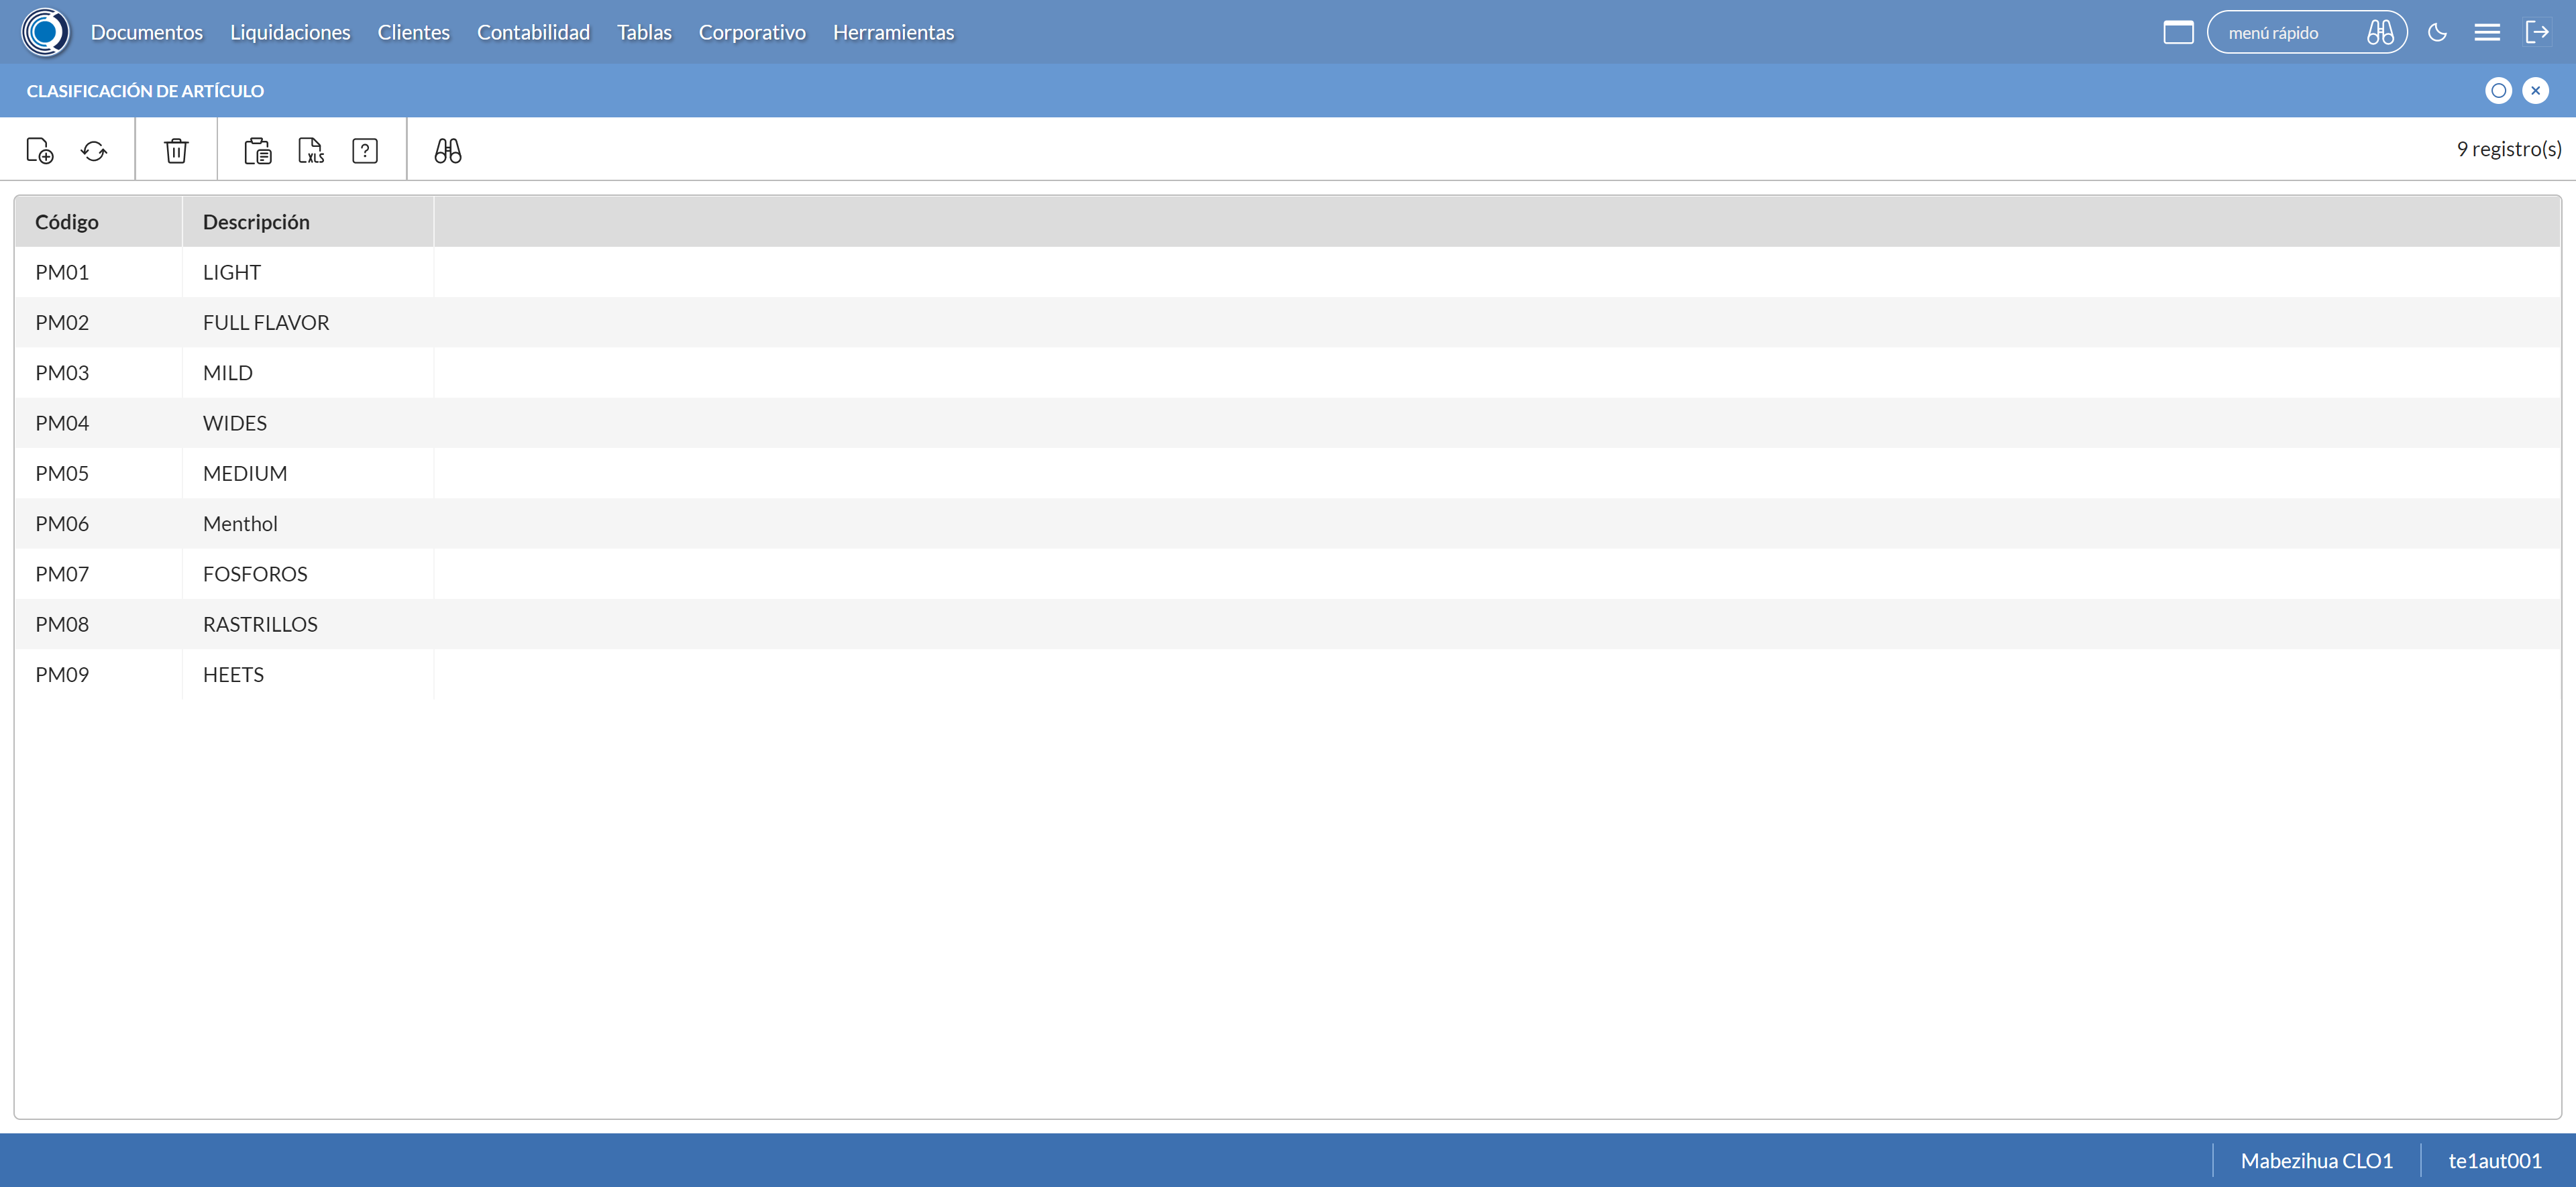 Documentos Liquidaciones Clientes Contabilidad Tablas Corporativo Herramientas menú rápido
CLASIFICACIÓN DE ARTÍCULO
XLS ? 9 registro(s)
Código Descripción
PM01 LIGHT
PM02 FULL FLAVOR
PM03 MILD
PM04 WIDES
PM05 MEDIUM
PM06 Menthol
PM07 FOSFOROS
PM08 RASTRILLOS
PM09 HEETS
Mabezihua CLO1 te1aut001